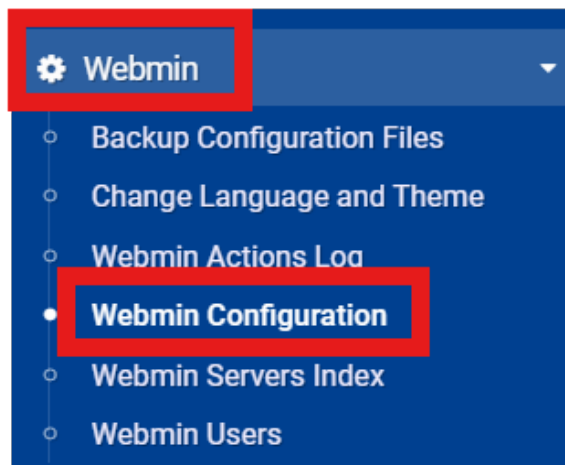 Webmin
Backup Configuration Files
Change Language and Theme
Webmin Actions Log
Webmin Configuration
Webmin Servers Index
Webmin Users